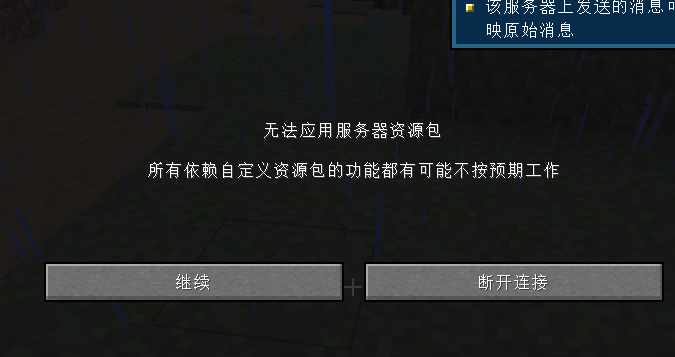 该服务器上发送的消息可
映原始消息
无法应用服务器资源包
所有依赖自定义资源包的功能都有可能不按预期工作
继续
断开连接